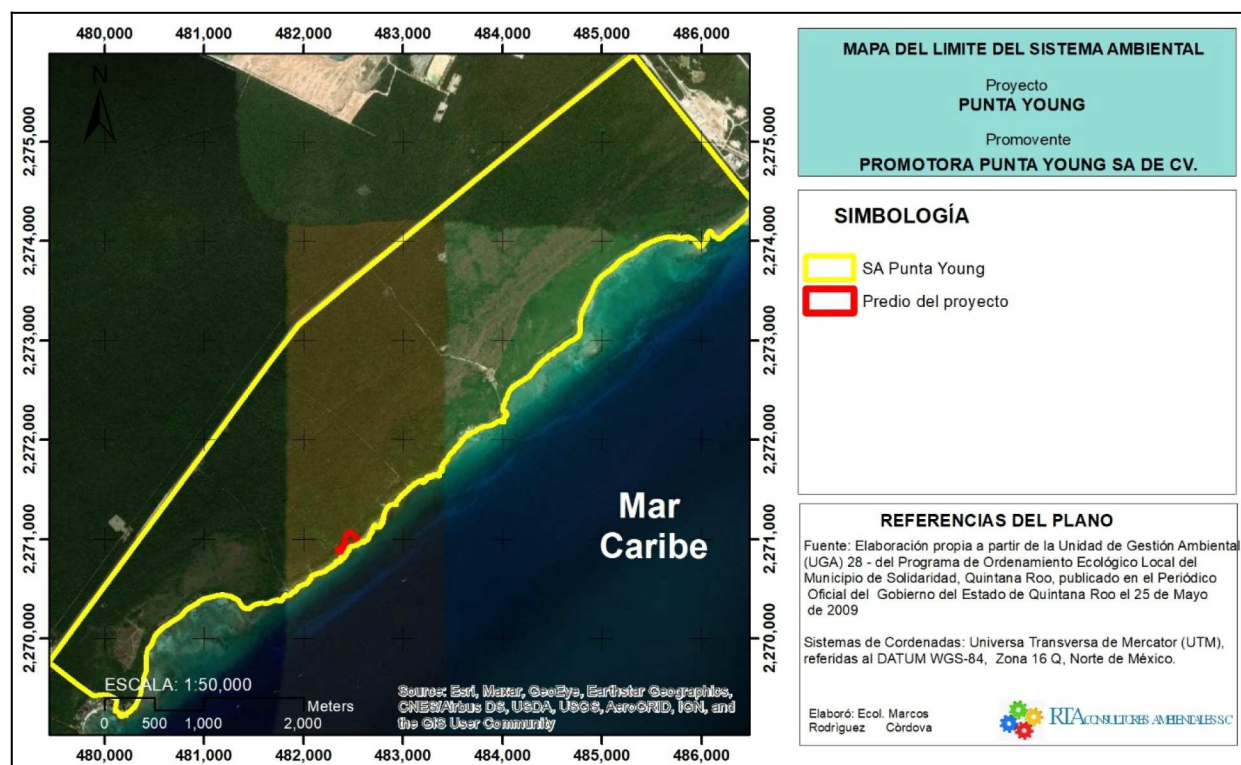 480,000 481,000 482,000 483,000 484,000 485,000 486,000
N
2,275,000 2,275,000
2,274,000 2,274,000
2,273,000 2,273,000
2,272,000 2,272,000
2,271,000 2,271,000
2,270,000 2,270,000
Mar
Caribe
ESCALA: 1:50,000
Meters
0 500 1,000 2,000
Source: Esri, Maxar, GeoEye, Earthstar Geographics,
CNES/Airbus DS, USDA, USGS, AeroGRID, IGN, and
the GIS User Community
480,000 481,000 482,000 483,000 484,000 485,000 486,000
MAPA DEL LIMITE DEL SISTEMA AMBIENTAL
Proyecto
PUNTA YOUNG
Promovente
PROMOTORA PUNTA YOUNG SA DE CV.
SIMBOLOGÍA
SA Punta Young
Predio del proyecto
REFERENCIAS DEL PLANO
Fuente: Elaboración propia a partir de la Unidad de Gestión Ambiental
(UGA) 28 - del Programa de Ordenamiento Ecológico Local del
Municipio de Solidaridad, Quintana Roo, publicado en el Periódico
Oficial del Gobierno del Estado de Quintana Roo el 25 de Mayo
de 2009
Sistemas de Cordenadas: Universa Transversa de Mercator (UTM),
referidas al DATUM WGS-84, Zona 16 Q, Norte de México.
Elaboró: Ecol. Marcos
Rodriguez Còrdova
RTA CONSULTORES AMBIENTALES S.C